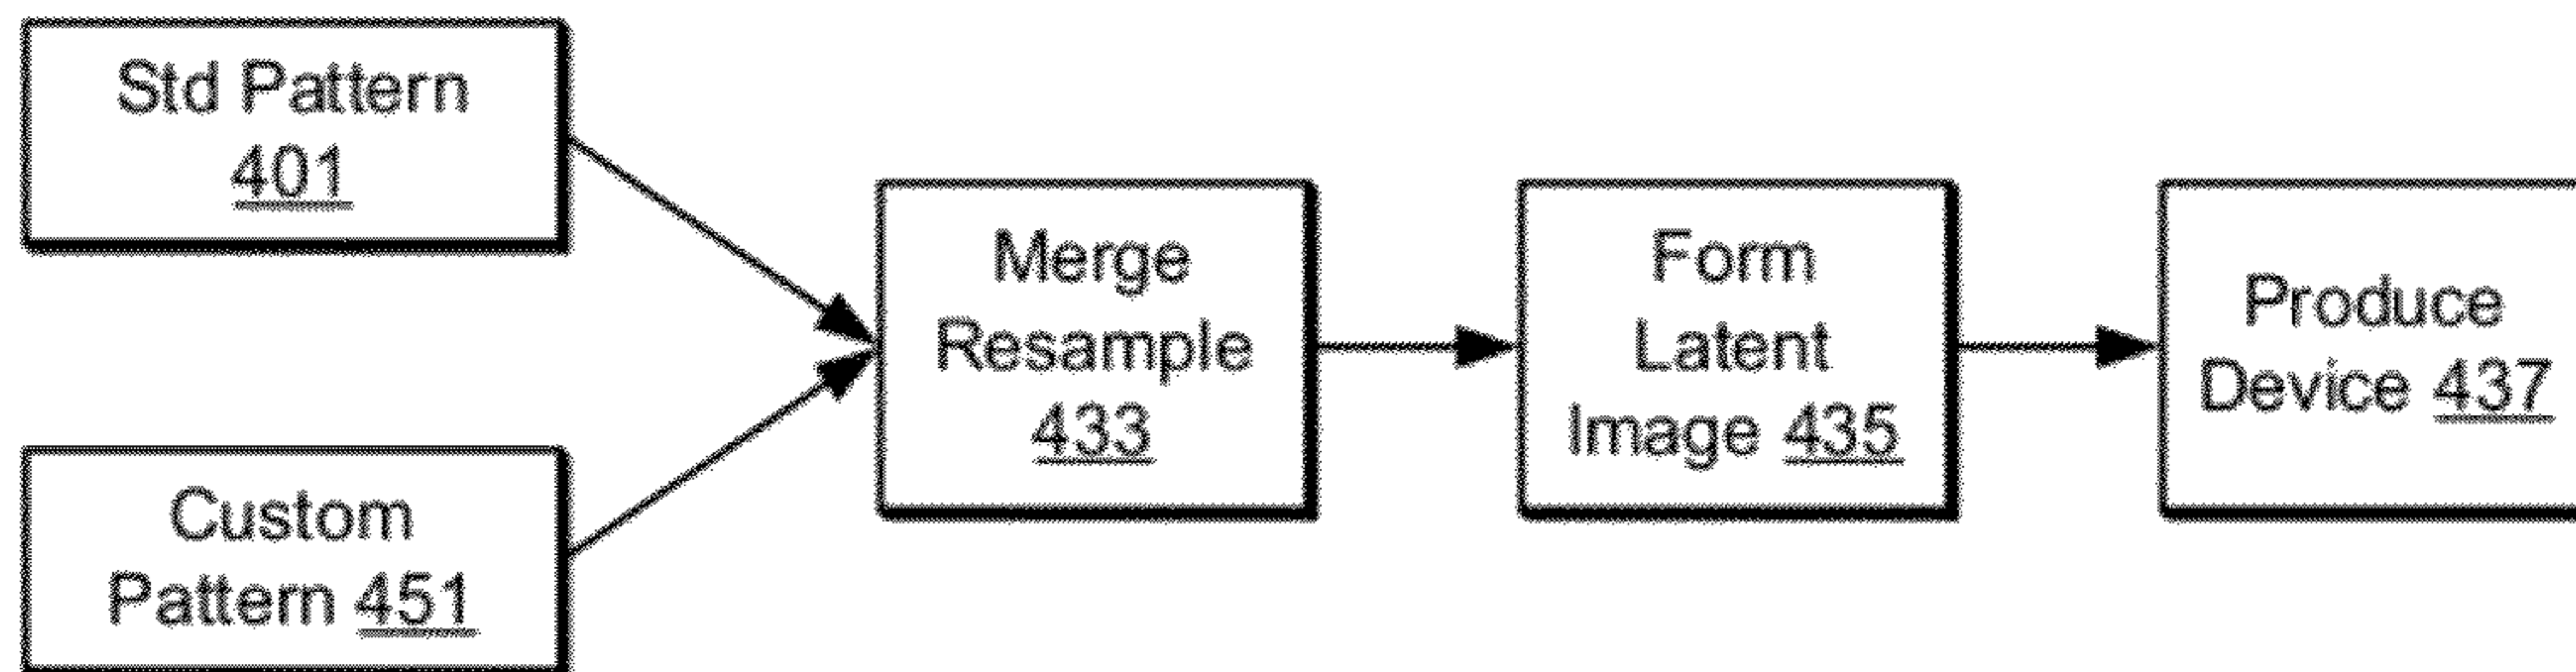 Std Pattern
401
Custom
Pattern 451
Merge
Resample
433
Form
Latent
Image 435
Produce
Device 437